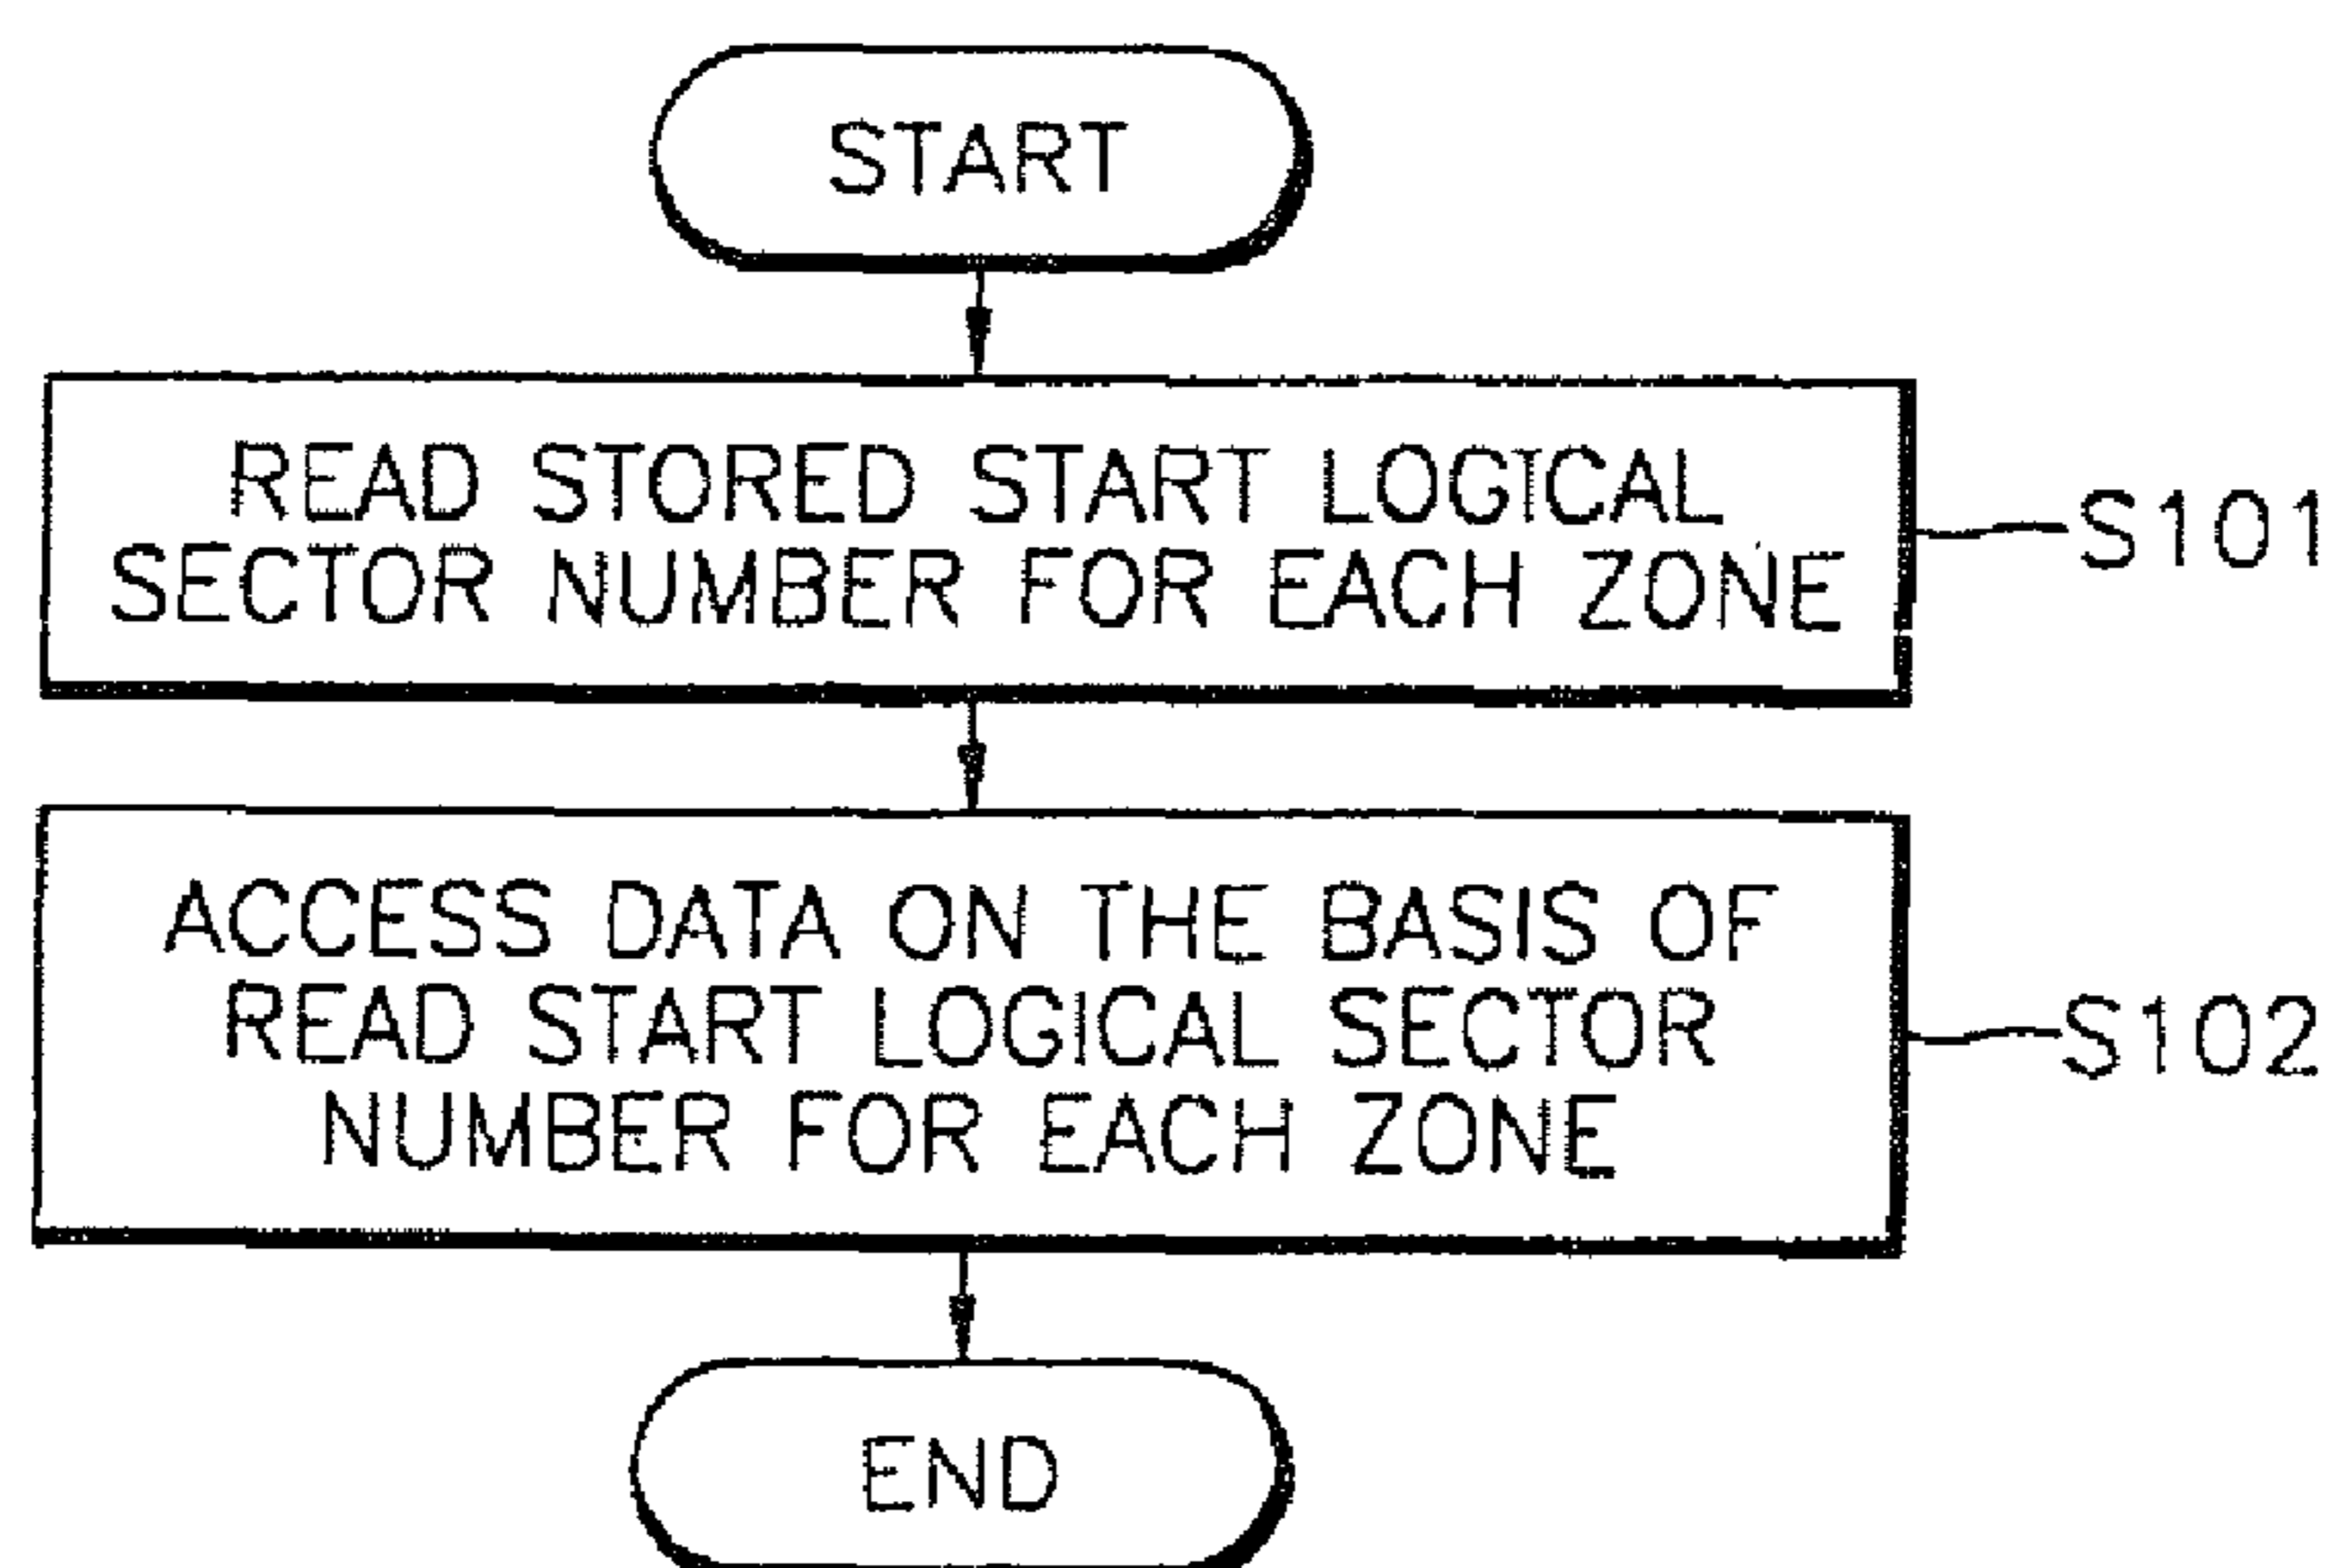 START
READ STORED START LOGICAL
SECTOR NUMBER FOR EACH ZONE
S101
ACCESS DATA ON THE BASIS OF
READ START LOGICAL SECTOR
NUMBER FOR EACH ZONE
S102
END